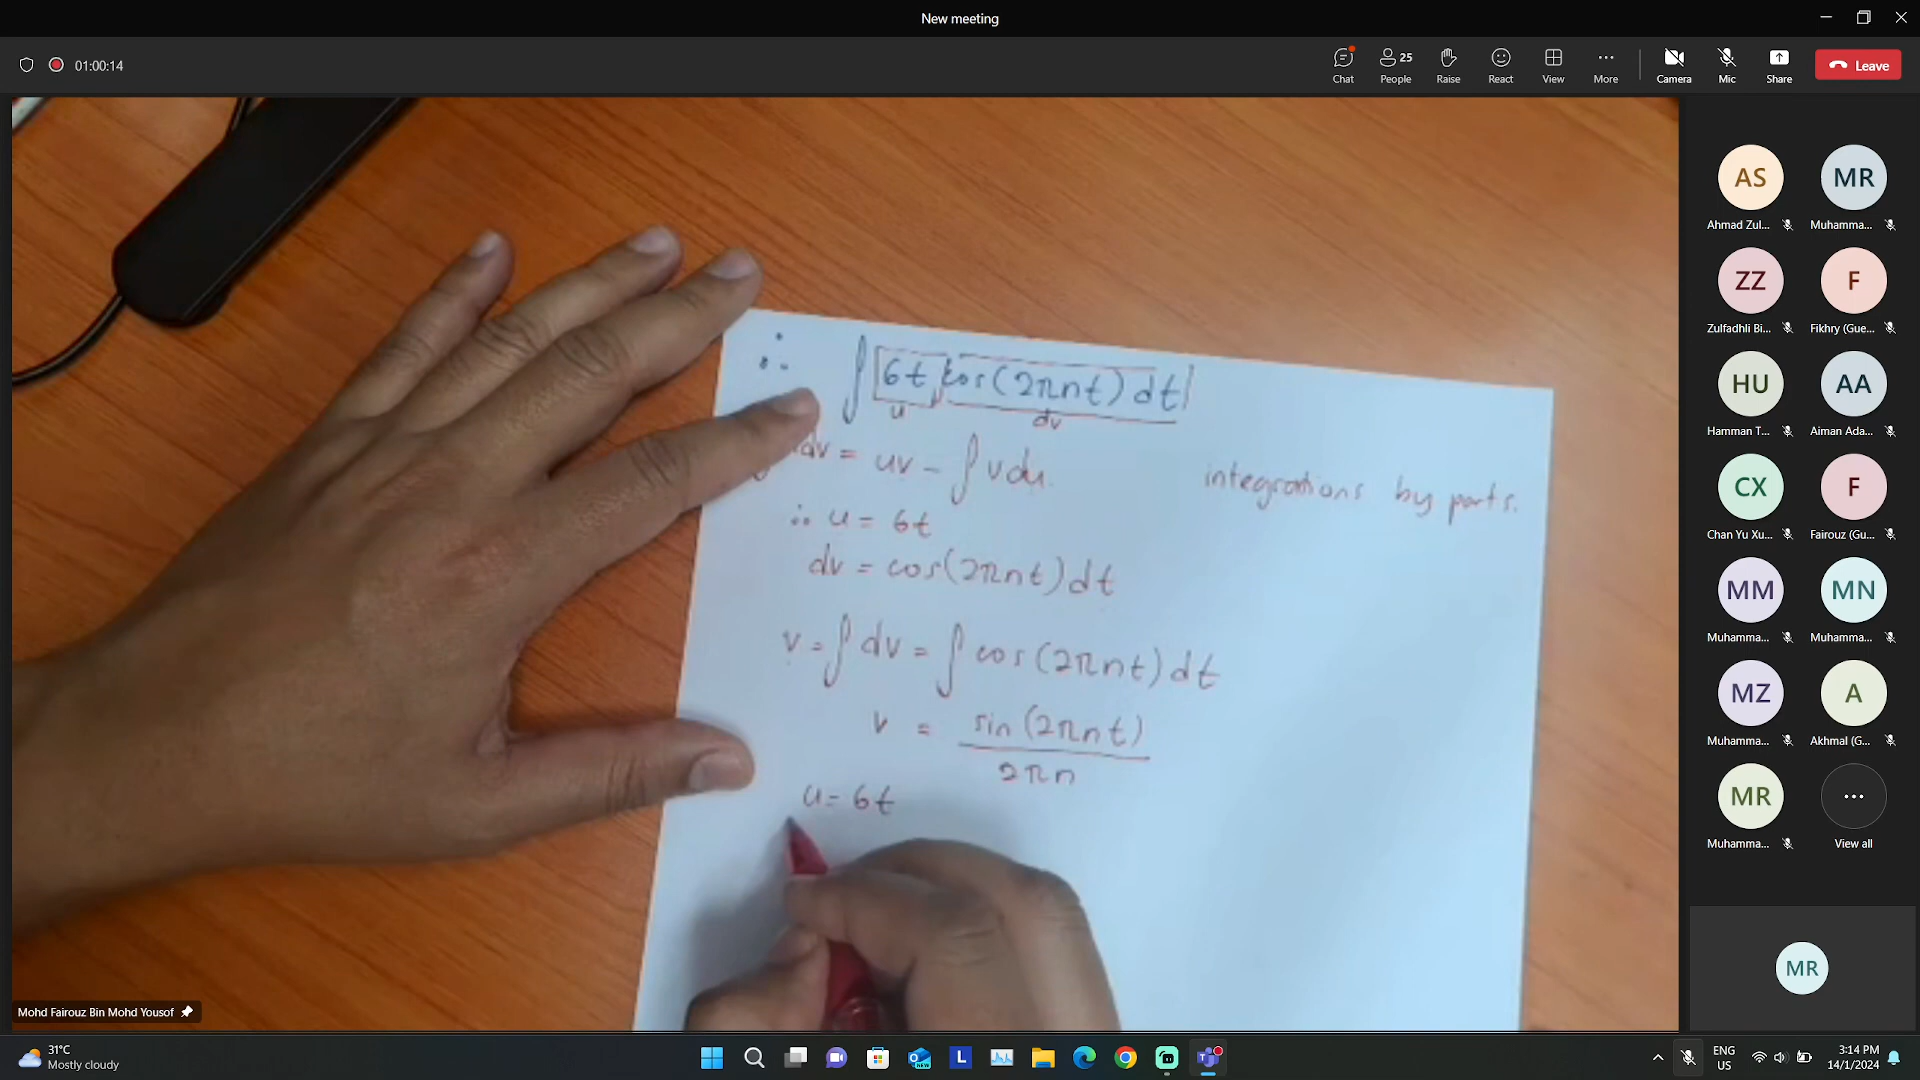 New meeting
01:00:14
Chat
25
People
Raise
React
View
More
Camera
Mic
Share
Leave
∴ ∫ 6t cos(2πnt) dt
u dv
dv = uv - ∫ v du.
integrations by parts.
∴ u = 6t
dv = cos(2πnt) dt
v = ∫ dv = ∫ cos(2πnt) dt
v = sin(2πnt)
2πn
u = 6t
Mohd Fairouz Bin Mohd Yousof
AS
MR
Ahmad Zul...
Muhamma...
ZZ
F
Zulfadhli Bi...
Fikhry (Gue...
HU
AA
Hamman T...
Aiman Ada...
CX
F
Chan Yu Xu...
Fairouz (Gu...
MM
MN
Muhamma...
Muhamma...
MZ
A
Muhamma...
Akhmal (G...
MR
...
Muhamma...
View all
MR
31°C
Mostly cloudy
NEW
L
ENG
US
3:14 PM
14/1/2024